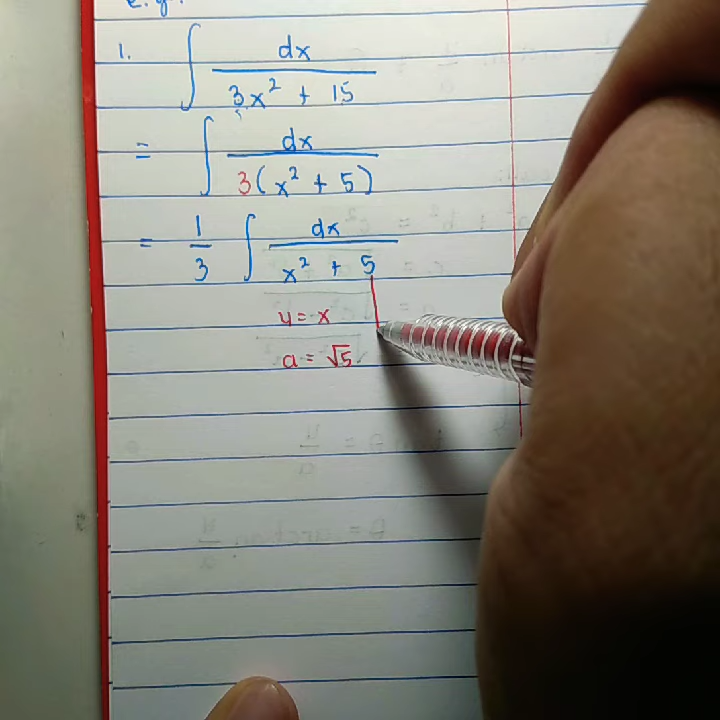 e.g.
1. ∫ dx / 3x² + 15
= ∫ dx / 3(x² + 5)
= 1/3 ∫ dx / x² + 5
u = x
a = √5